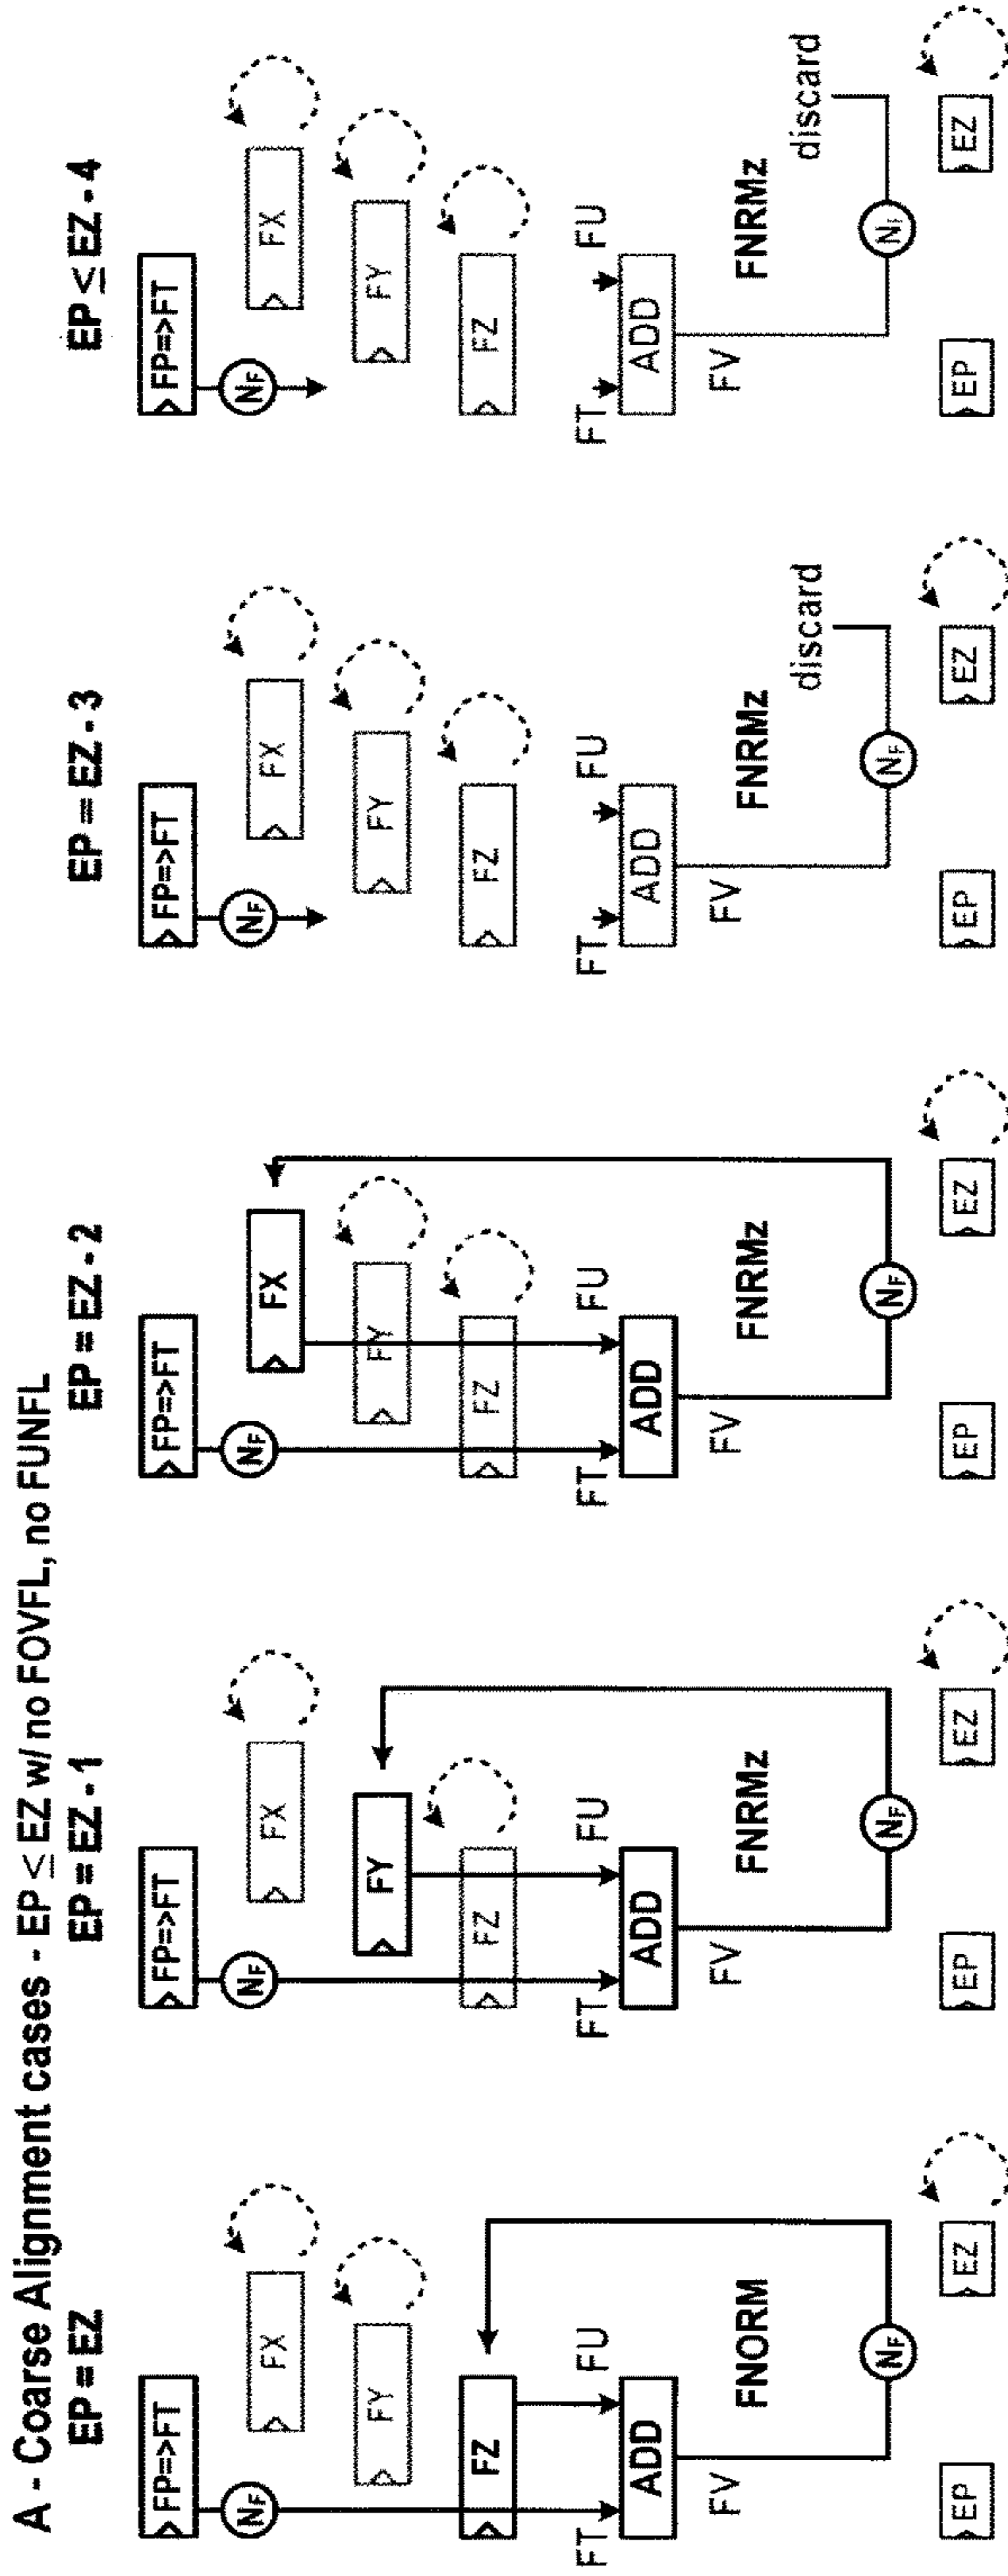 A - Coarse Alignment cases - EP ≤ EZ w/ no FOVFL, no FUNFL
EP = EZ
FP=>FT
NF
FX
FY
FZ
FT
FU
ADD
FV
FNORM
NF
EP
EZ
EP = EZ - 1
FP=>FT
NF
FX
FY
FZ
FT
FU
ADD
FV
FNRMz
NF
EP
EZ
EP = EZ - 2
FP=>FT
NF
FX
FY
FZ
FT
FU
ADD
FV
FNRMz
NF
EP
EZ
EP = EZ - 3
FP=>FT
NF
FX
FY
FZ
FT
FU
ADD
FV
FNRMz
discard
NF
EP
EZ
EP ≤ EZ - 4
FP=>FT
NF
FX
FY
FZ
FT
FU
ADD
FV
FNRMz
discard
NF
EP
EZ